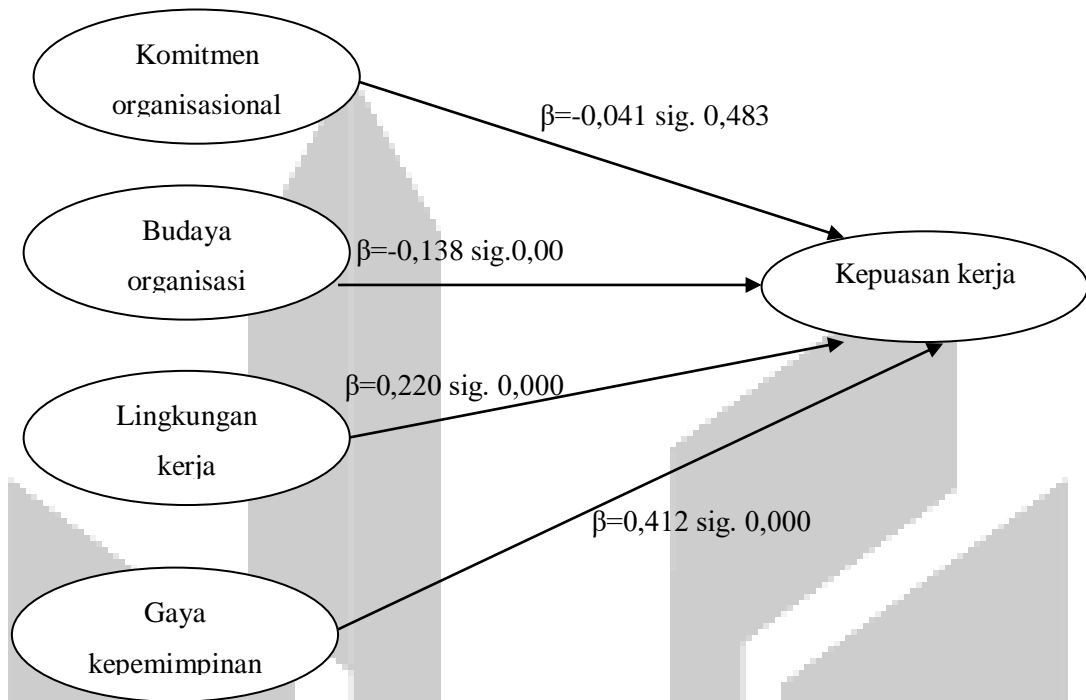 Komitmen
organisasional
β=-0,041 sig. 0,483
Budaya
organisasi
β=-0,138 sig.0,00
Kepuasan kerja
Lingkungan
kerja
β=0,220 sig. 0,000
β=0,412 sig. 0,000
Gaya
kepemimpinan